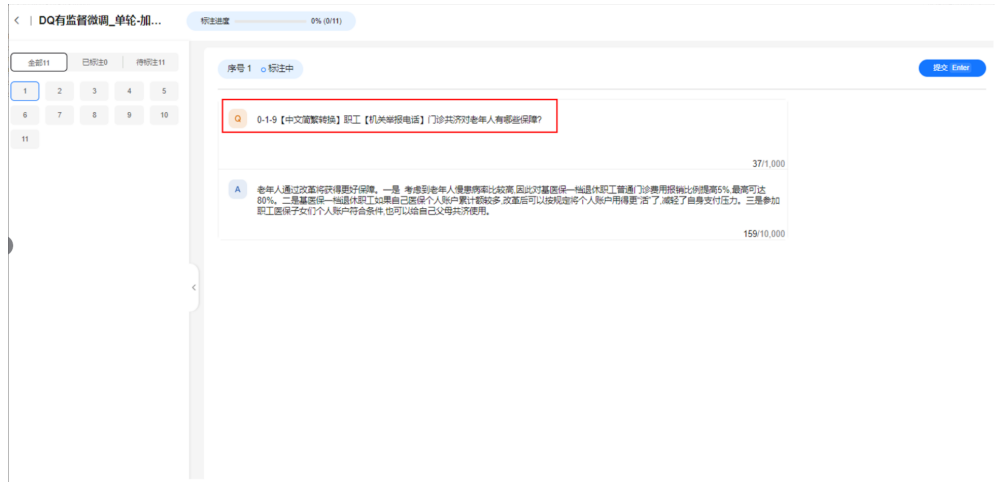 DQ有监督微调_单轮-加...
标注进度 0% (0/11)
全部11 已标注0 待标注11
1 2 3 4 5
6 7 8 9 10
11
序号 1 标注中
提交 Enter
Q 0-1-9【中文简繁转换】职工【机关举报电话】门诊共济对老年人有哪些保障?
37/1,000
A 老年人通过改革将获得更好保障。一是 考虑到老年人慢患病率比较高,因此对基医保一档退休职工普通门诊费用报销比例提高5%,最高可达
80%。二是基医保一档退休职工如果自己医保个人账户累计额较多,改革后可以按规定将个人账户用得更“活”了,减轻了自身支付压力。三是参加
职工医保子女们个人账户符合条件,也可以给自己父母共济使用。
159/10,000